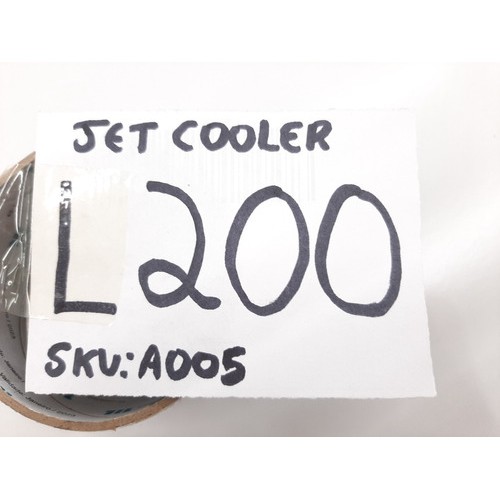 JET COOLER
L200
SKU: A005